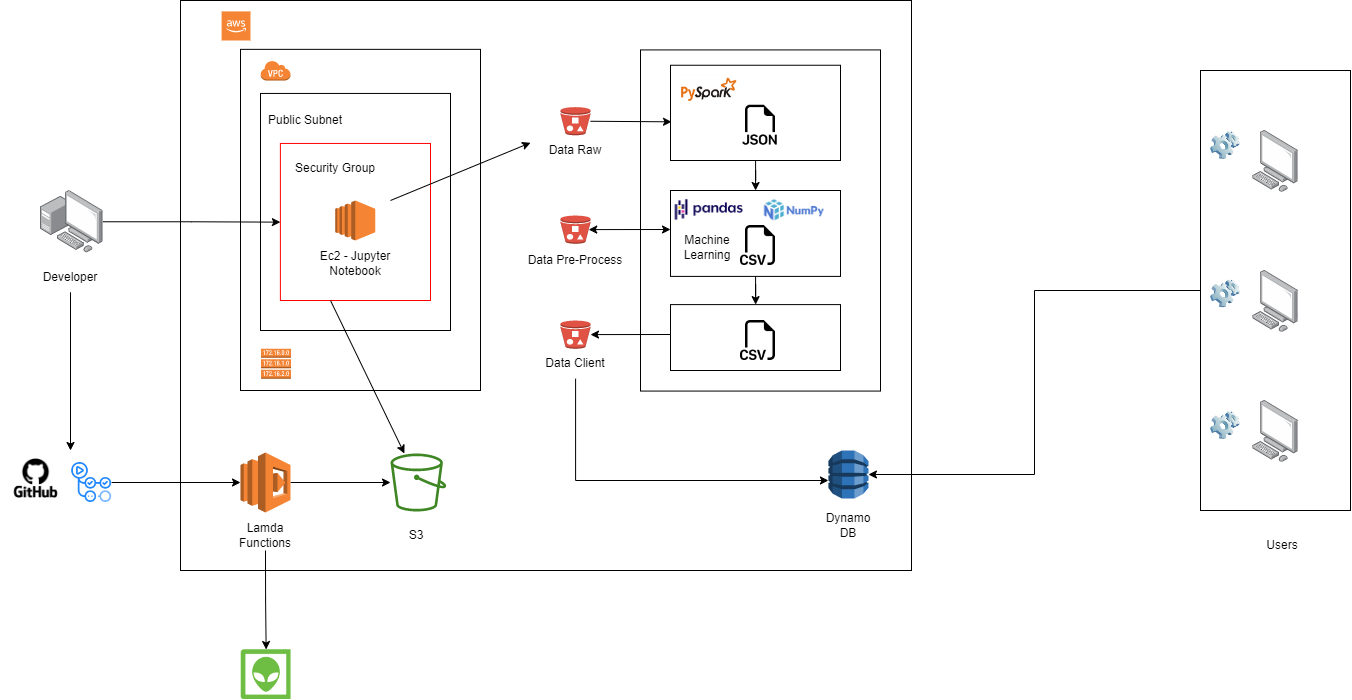 aws
VPC
Public Subnet
Security Group
Ec2 - Jupyter
Notebook
172.16.0.0
172.16.1.0
172.16.2.0
Developer
GitHub
Lamda
Functions
S3
Data Raw
Data Pre-Process
Data Client
PySpark
JSON
pandas
NumPy
Machine
Learning
CSV
CSV
Dynamo
DB
Users